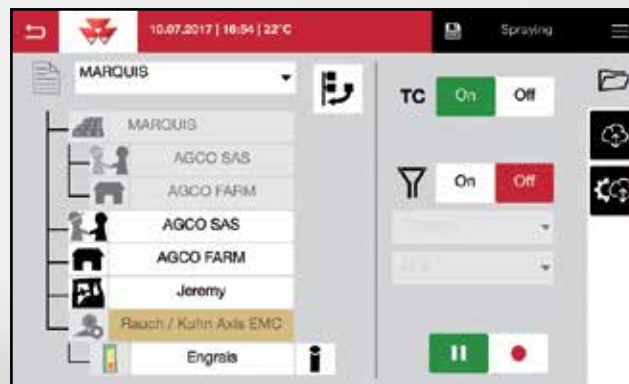 10.07.2017 | 16:54 | 22°C
Spraying
MARQUIS
MARQUIS
AGCO SAS
AGCO FARM
AGCO SAS
AGCO FARM
Jeremy
Rauch / Kuhn Axis EMC
Engrais
TC
On
Off
On
Off